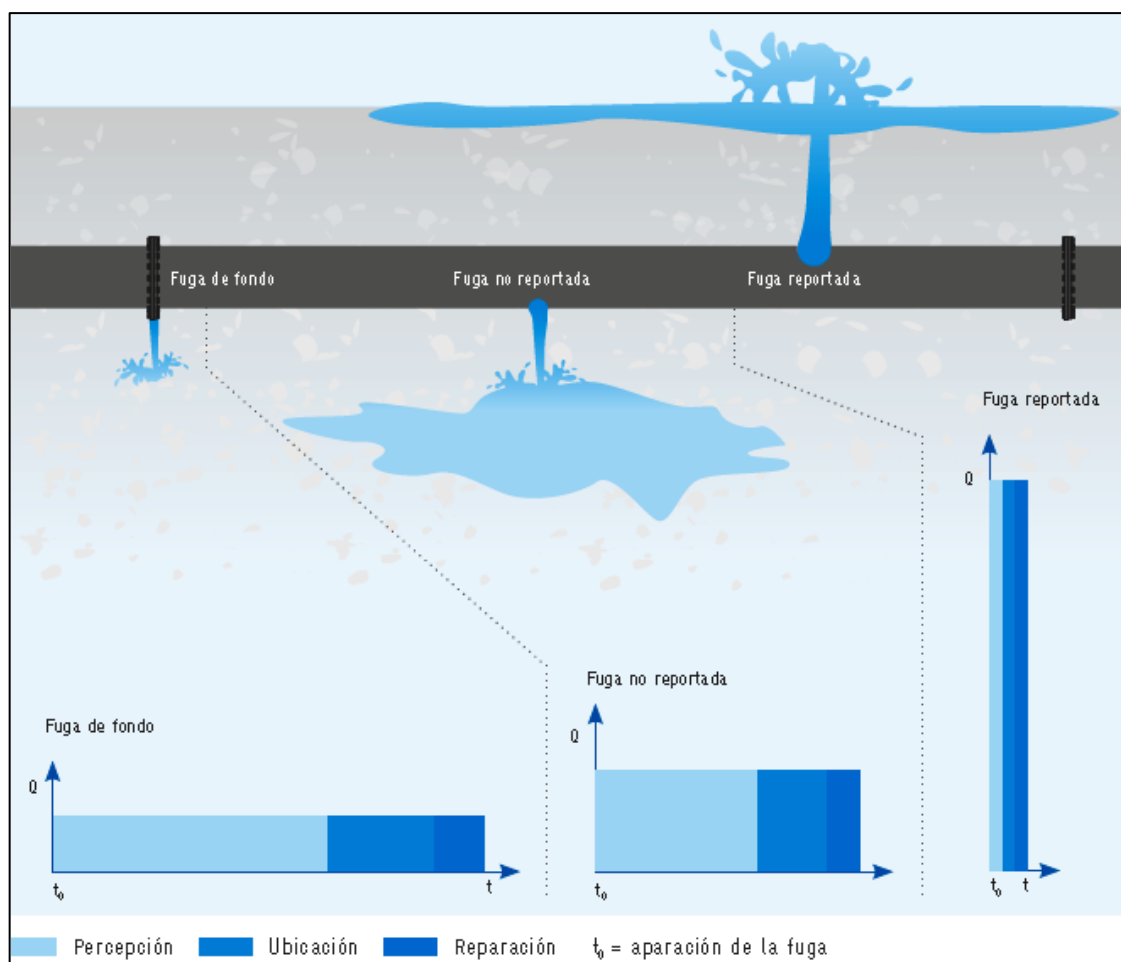 Fuga de fondo
Fuga no reportada
Fuga reportada
Fuga reportada
Q
t₀
t
Fuga no reportada
Q
t₀
Fuga de fondo
Q
t₀
t
Percepción
Ubicación
Reparación
t₀ = aparación de la fuga